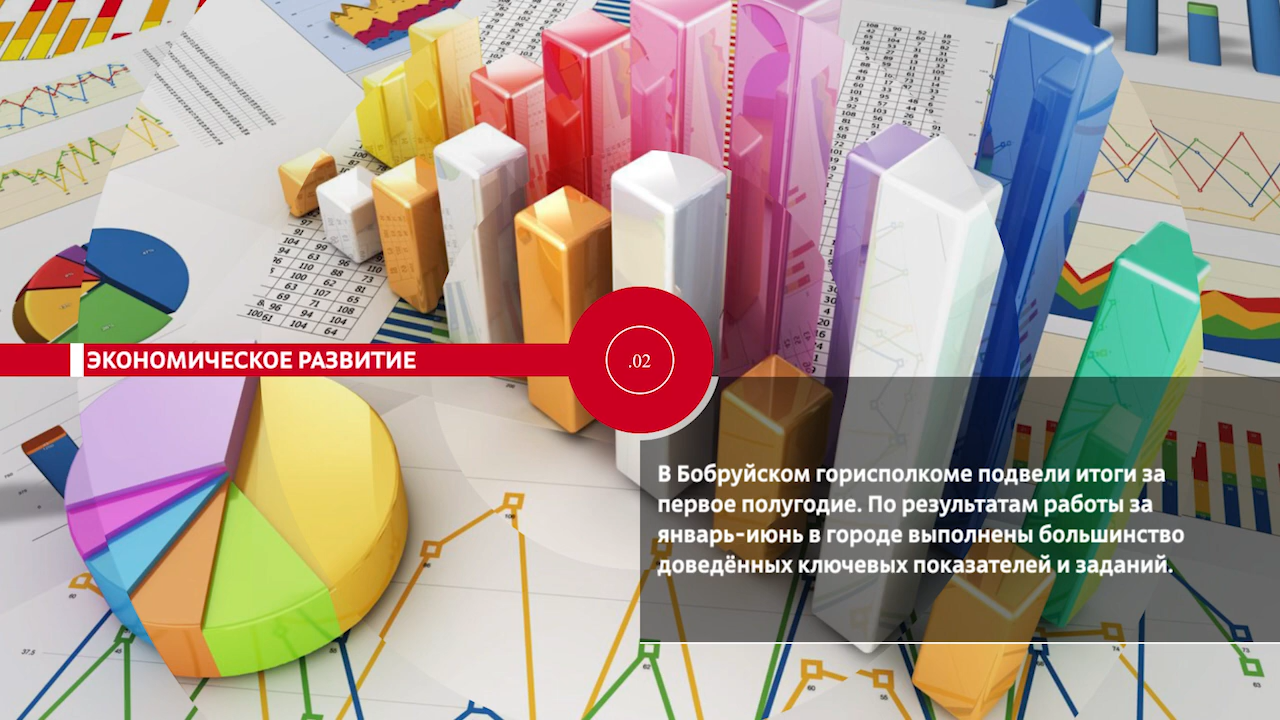 ЭКОНОМИЧЕСКОЕ РАЗВИТИЕ
.02
В Бобруйском горисполкоме подвели итоги за
первое полугодие. По результатам работы за
январь-июнь в городе выполнены большинство
доведённых ключевых показателей и заданий.